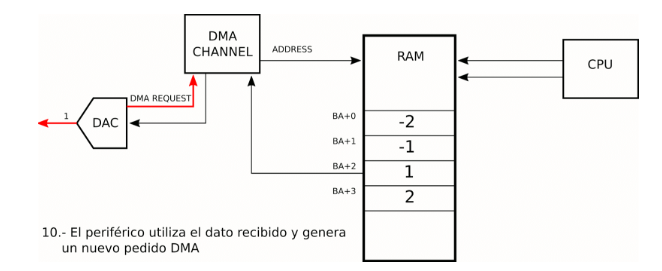 DMA
CHANNEL
ADDRESS
RAM
CPU
DMA REQUEST
1
DAC
BA+0
-2
BA+1
-1
BA+2
1
BA+3
2
10.- El periférico utiliza el dato recibido y genera
un nuevo pedido DMA